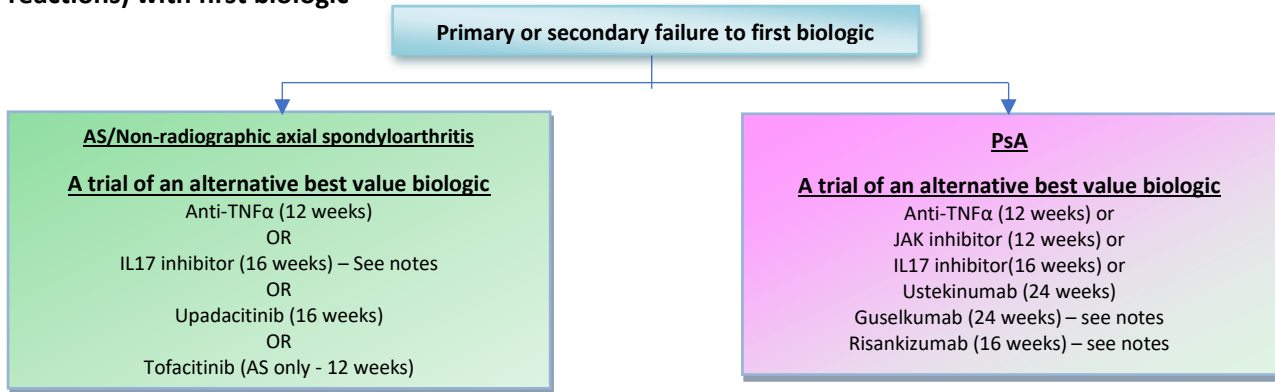 reactions) with first biologic
Primary or secondary failure to first biologic
AS/Non-radiographic axial spondyloarthritis
A trial of an alternative best value biologic
Anti-TNFα (12 weeks)
OR
IL17 inhibitor (16 weeks) – See notes
OR
Upadacitinib (16 weeks)
OR
Tofacitinib (AS only - 12 weeks)
PsA
A trial of an alternative best value biologic
Anti-TNFα (12 weeks) or
JAK inhibitor (12 weeks) or
IL17 inhibitor(16 weeks) or
Ustekinumab (24 weeks)
Guselkumab (24 weeks) – see notes
Risankizumab (16 weeks) – see notes